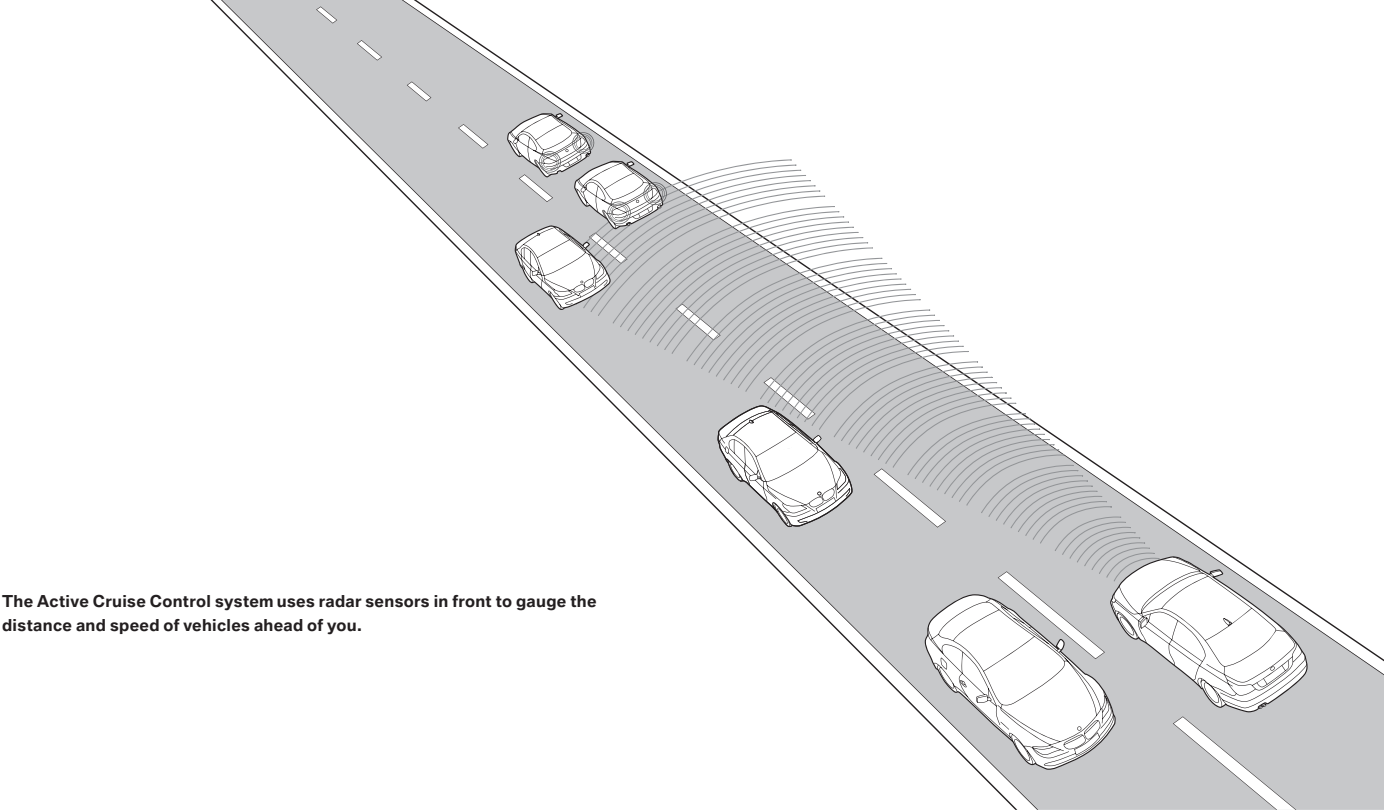 The Active Cruise Control system uses radar sensors in front to gauge the
distance and speed of vehicles ahead of you.